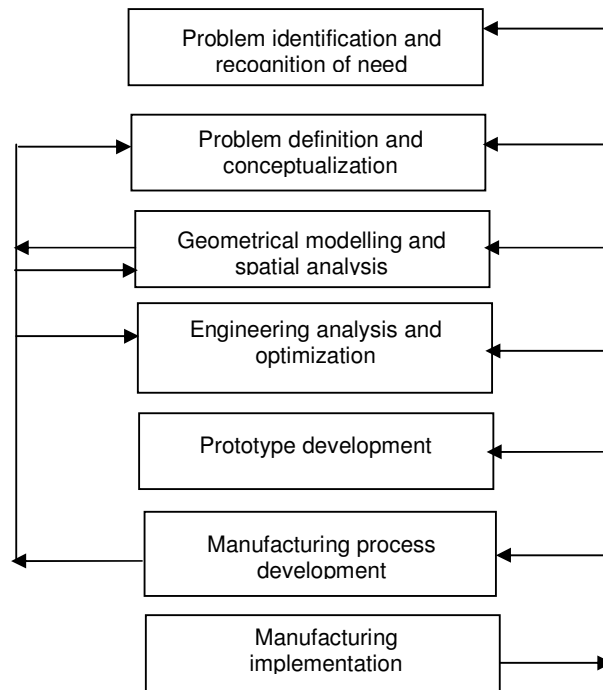 Problem identification and
recognition of need
Problem definition and
conceptualization
Geometrical modelling and
spatial analysis
Engineering analysis and
optimization
Prototype development
Manufacturing process
development
Manufacturing
implementation